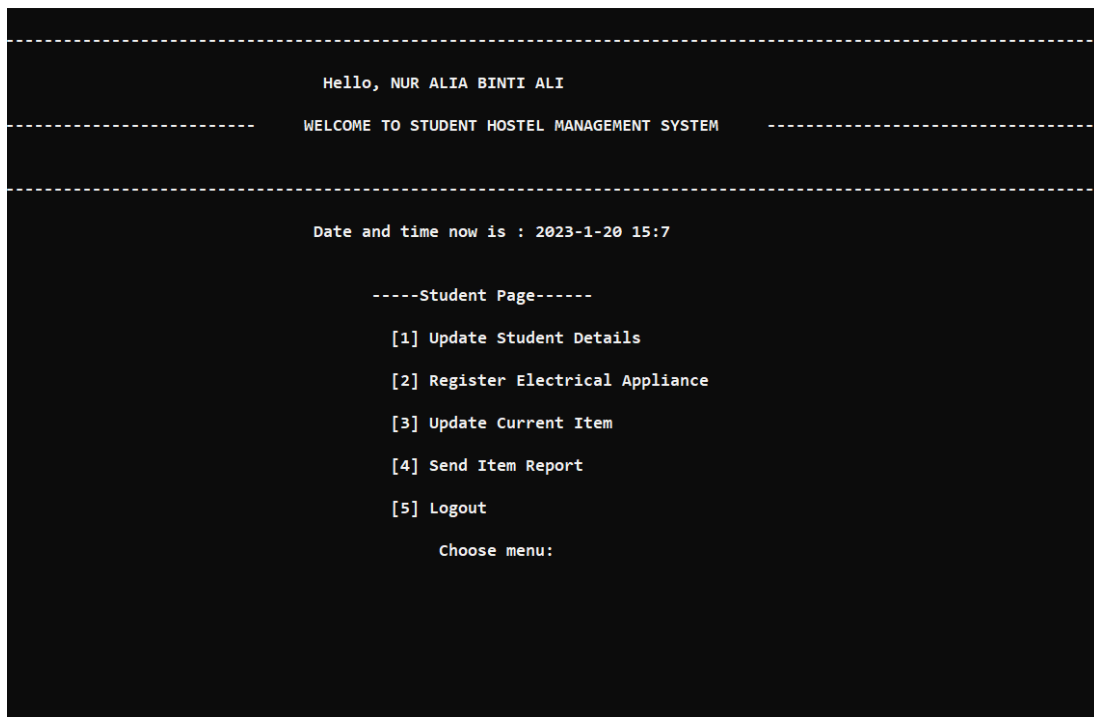 Hello, NUR ALIA BINTI ALI
-------------------------- WELCOME TO STUDENT HOSTEL MANAGEMENT SYSTEM ----------------------------------
Date and time now is : 2023-1-20 15:7
-----Student Page------
[1] Update Student Details
[2] Register Electrical Appliance
[3] Update Current Item
[4] Send Item Report
[5] Logout
Choose menu: